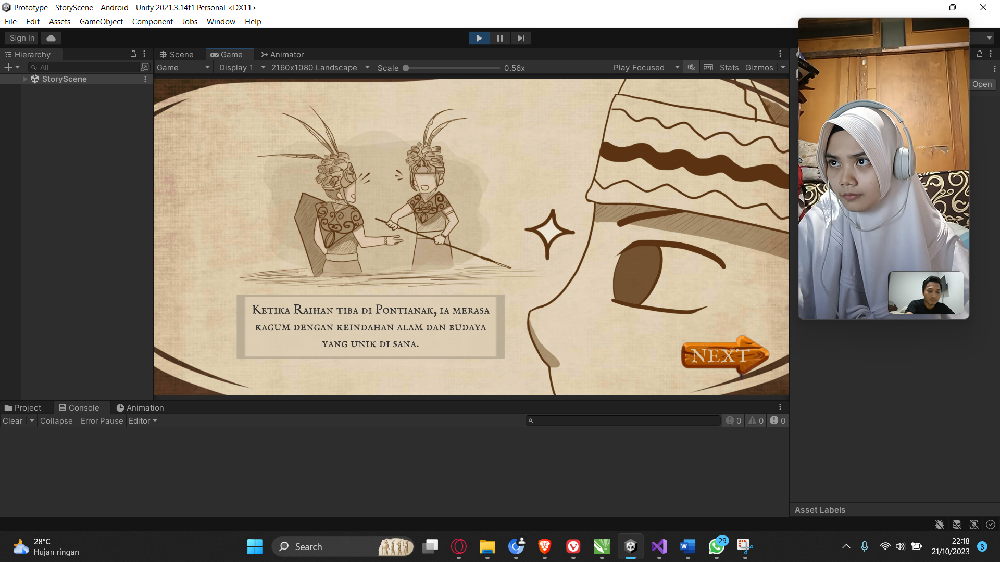 Prototype - StoryScene - Android - Unity 2021.3.14f1 Personal <DX11>
File Edit Assets GameObject Component Jobs Window Help
Sign in
Hierarchy
Scene Game Animator
All
Game Display 1 2160x1080 Landscape Scale 0.56x Play Focused Stats Gizmos
StoryScene
Open
Ketika Raihan tiba di Pontianak, ia merasa
kagum dengan keindahan alam dan budaya
yang unik di sana.
NEXT
Project Console Animation
Clear Collapse Error Pause Editor 0 0 0
Asset Labels
28°C
Hujan ringan
Search
29
22:18
21/10/2023
8